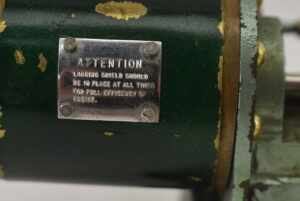 ATTENTION
LAGGING SHIELD SHOULD
BE IN PLACE AT ALL TIMES
FOR FULL EFFICIENCY OF